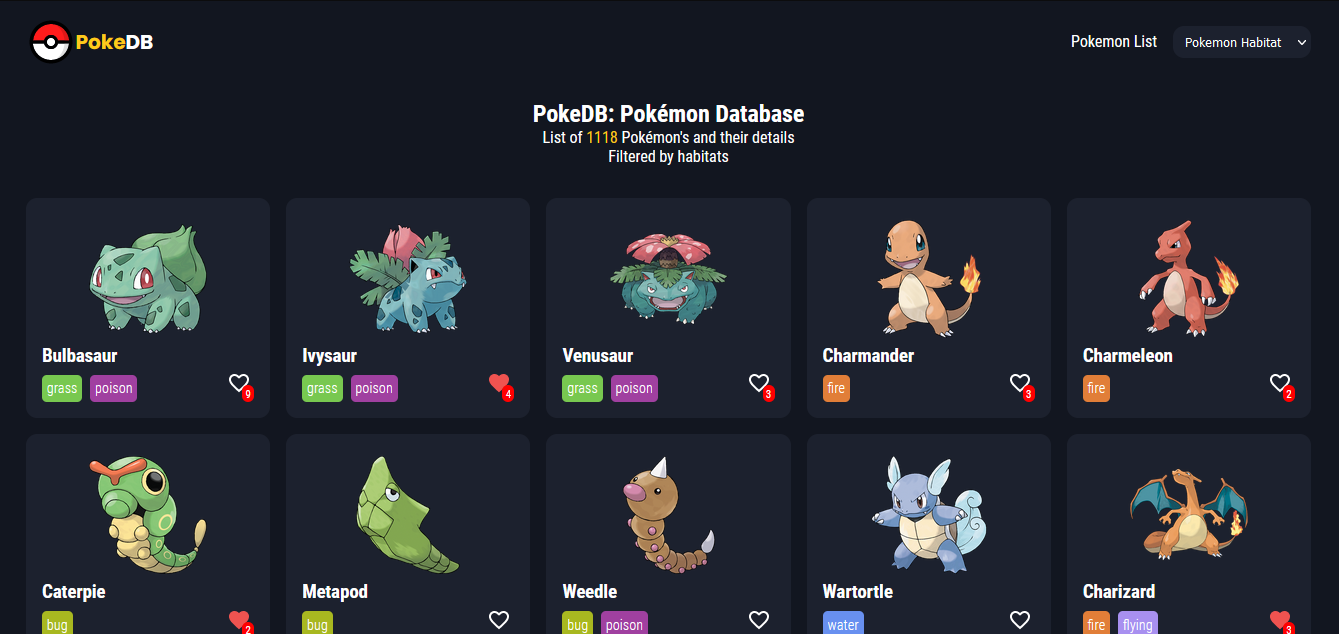 PokeDB
Pokemon List
Pokemon Habitat
PokeDB: Pokémon Database
List of 1118 Pokémon's and their details
Filtered by habitats
Bulbasaur
grass poison 9
Ivysaur
grass poison 4
Venusaur
grass poison 3
Charmander
fire 3
Charmeleon
fire 2
Caterpie
bug 2
Metapod
bug
Weedle
bug poison
Wartortle
water
Charizard
fire flying 3